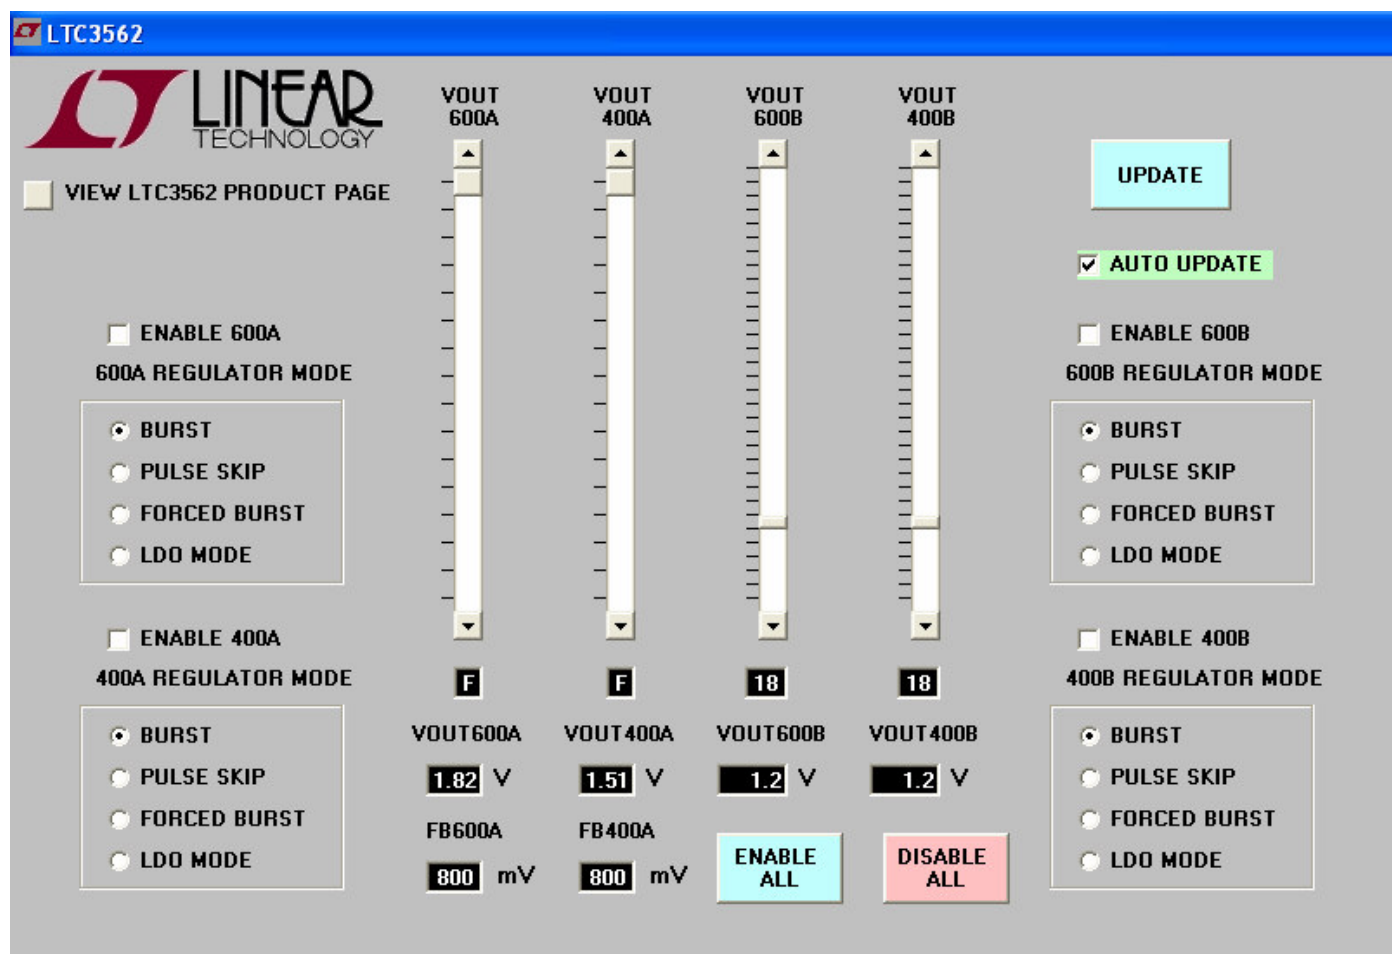 LTC3562
LINEAR
TECHNOLOGY
VIEW LTC3562 PRODUCT PAGE
VOUT
600A
VOUT
400A
VOUT
600B
VOUT
400B
UPDATE
AUTO UPDATE
ENABLE 600A
600A REGULATOR MODE
BURST
PULSE SKIP
FORCED BURST
LDO MODE
ENABLE 400A
400A REGULATOR MODE
BURST
PULSE SKIP
FORCED BURST
LDO MODE
F
F
18
18
VOUT600A
VOUT400A
VOUT600B
VOUT400B
1.82 V
1.51 V
1.2 V
1.2 V
FB600A
FB400A
800 mV
800 mV
ENABLE
ALL
DISABLE
ALL
ENABLE 600B
600B REGULATOR MODE
BURST
PULSE SKIP
FORCED BURST
LDO MODE
ENABLE 400B
400B REGULATOR MODE
BURST
PULSE SKIP
FORCED BURST
LDO MODE